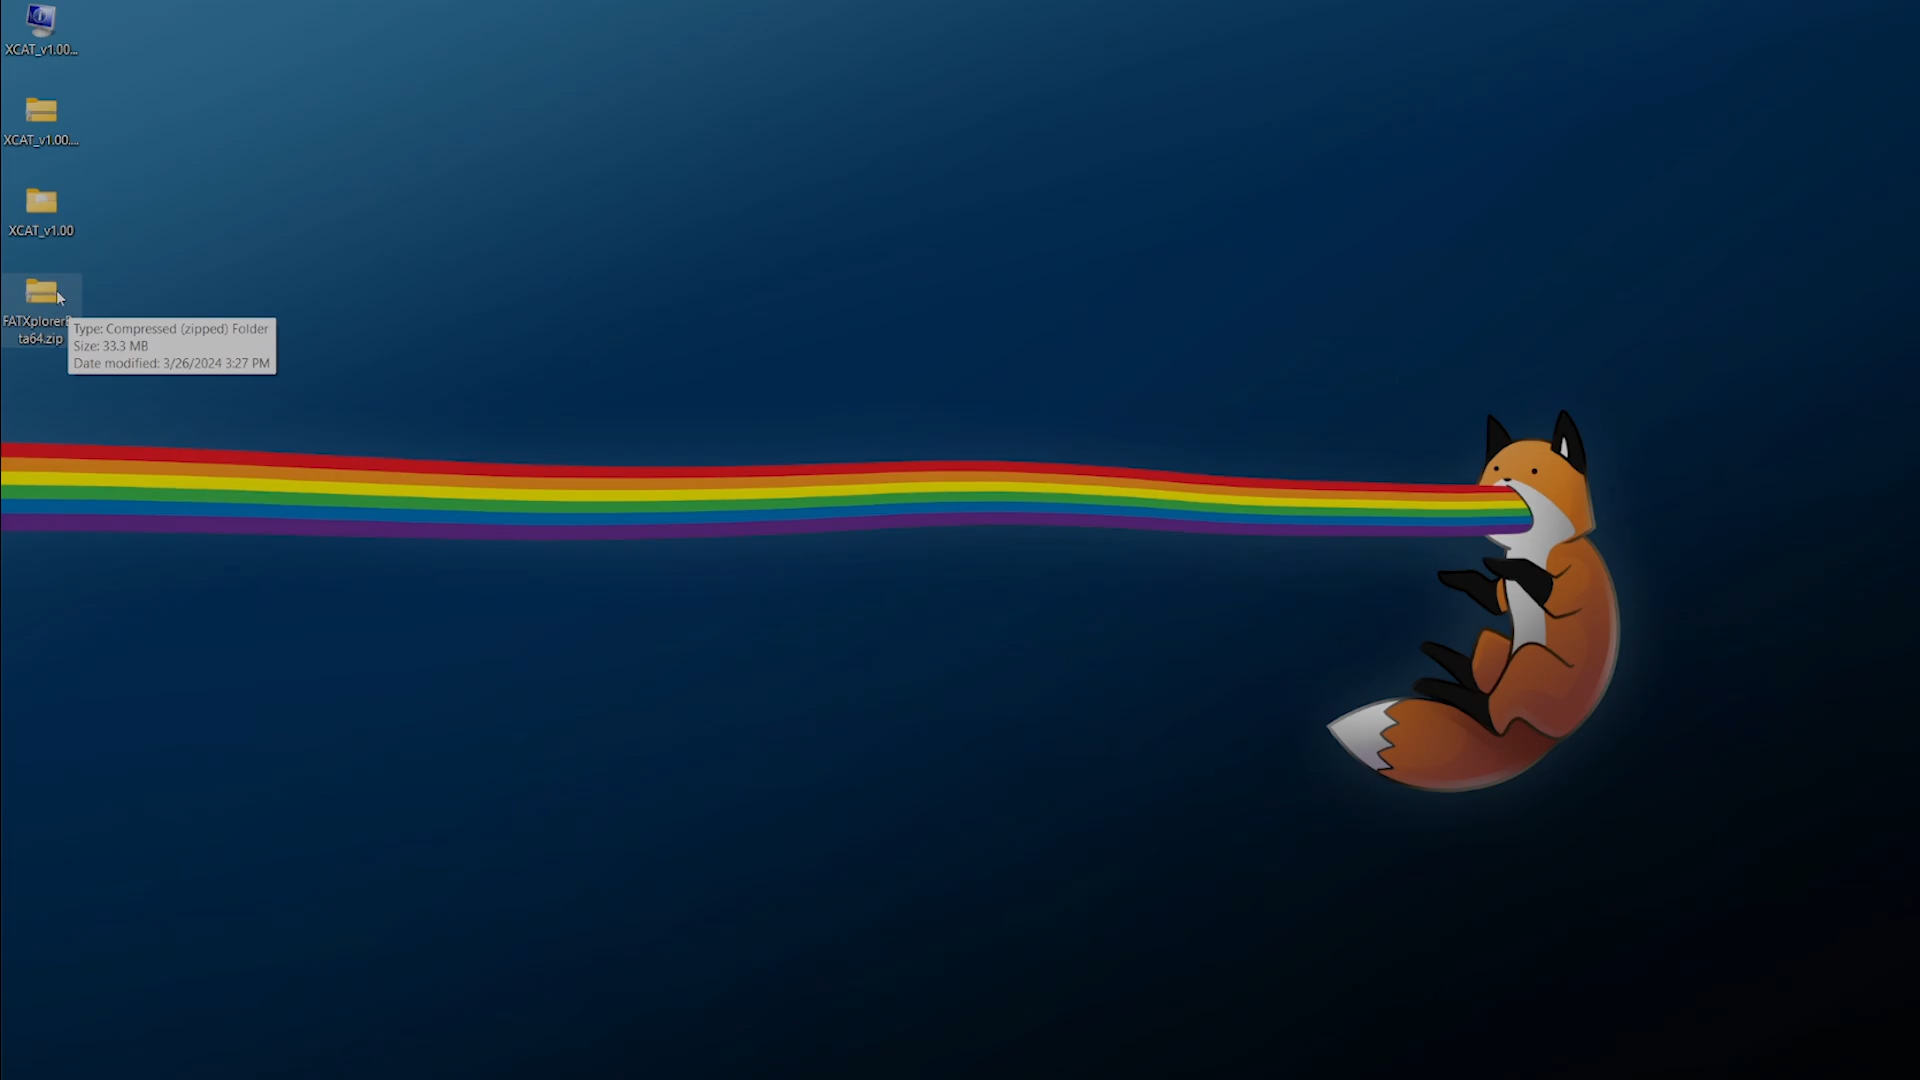 XCAT_v1.00...
XCAT_v1.00....
XCAT_v1.00
FATXplorerB
ta64.zip
Type: Compressed (zipped) Folder
Size: 33.3 MB
Date modified: 3/26/2024 3:27 PM